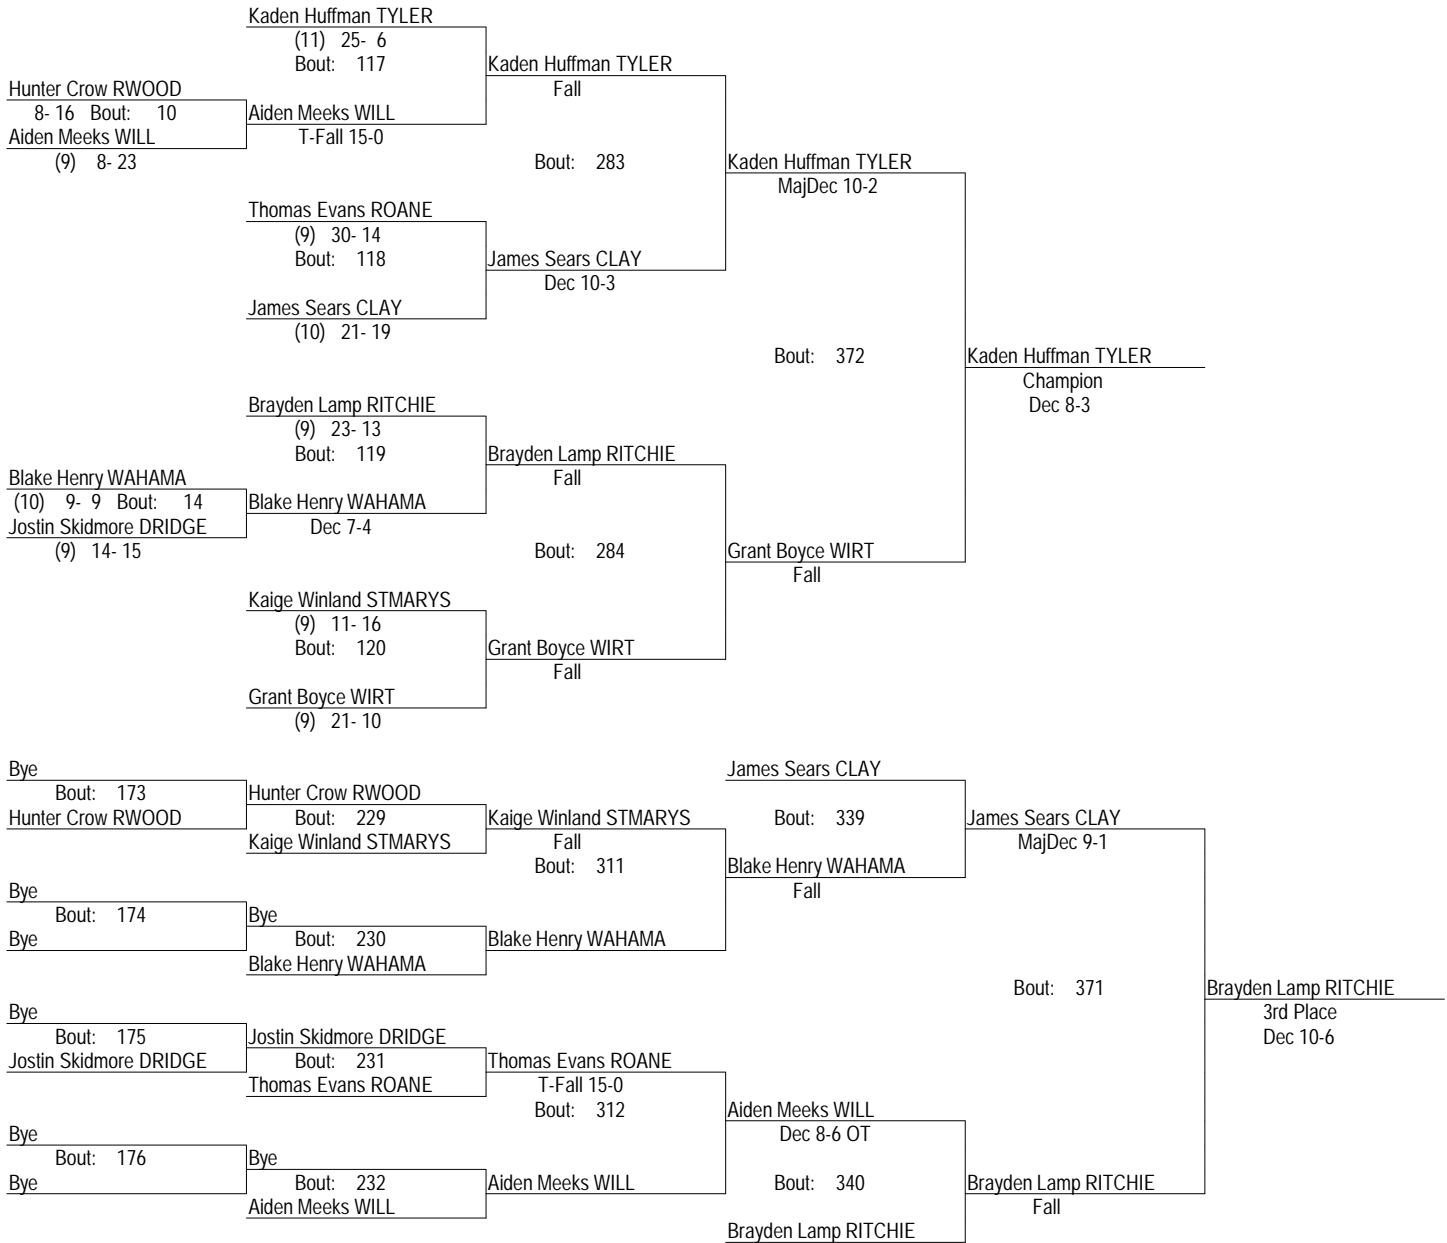 Kaden Huffman TYLER
(11) 25- 6
Bout: 117
Kaden Huffman TYLER
Fall
Hunter Crow RWOOD
8- 16 Bout: 10
Aiden Meeks WILL
Aiden Meeks WILL
T-Fall 15-0
(9) 8- 23
Bout: 283
Kaden Huffman TYLER
MajDec 10-2
Thomas Evans ROANE
(9) 30- 14
Bout: 118
James Sears CLAY
Dec 10-3
James Sears CLAY
(10) 21- 19
Bout: 372
Kaden Huffman TYLER
Champion
Dec 8-3
Brayden Lamp RITCHIE
(9) 23- 13
Bout: 119
Brayden Lamp RITCHIE
Fall
Blake Henry WAHAMA
(10) 9- 9 Bout: 14
Blake Henry WAHAMA
Jostin Skidmore DRIDGE
Dec 7-4
(9) 14- 15
Bout: 284
Grant Boyce WIRT
Fall
Kaige Winland STMARYS
(9) 11- 16
Bout: 120
Grant Boyce WIRT
Fall
Grant Boyce WIRT
(9) 21- 10
Bye
Bout: 173
Hunter Crow RWOOD
Hunter Crow RWOOD
Bout: 229
Kaige Winland STMARYS
Kaige Winland STMARYS
Fall
Bout: 311
James Sears CLAY
Bout: 339
James Sears CLAY
MajDec 9-1
Blake Henry WAHAMA
Fall
Bye
Bout: 174
Bye
Bye
Bout: 230
Blake Henry WAHAMA
Blake Henry WAHAMA
Bout: 371
Brayden Lamp RITCHIE
3rd Place
Dec 10-6
Bye
Bout: 175
Jostin Skidmore DRIDGE
Jostin Skidmore DRIDGE
Bout: 231
Thomas Evans ROANE
Thomas Evans ROANE
T-Fall 15-0
Bout: 312
Aiden Meeks WILL
Dec 8-6 OT
Bye
Bout: 176
Bye
Bye
Bout: 232
Aiden Meeks WILL
Aiden Meeks WILL
Bout: 340
Brayden Lamp RITCHIE
Fall
Brayden Lamp RITCHIE